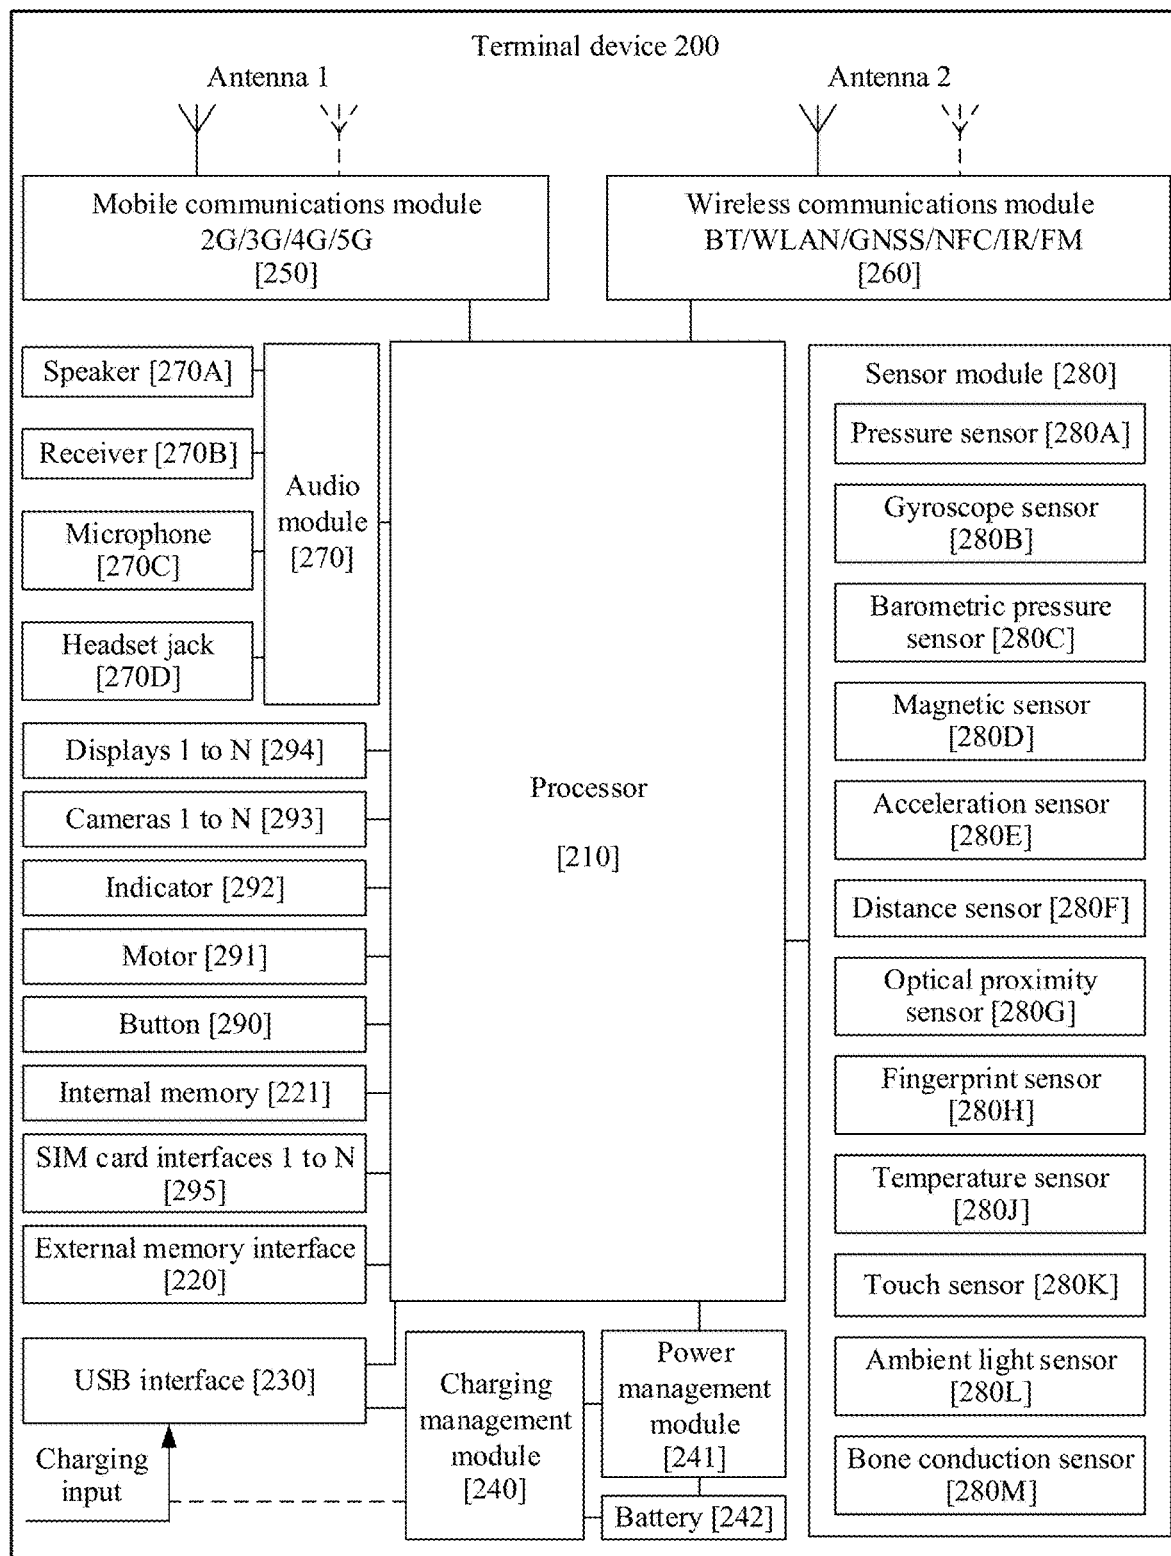 Terminal device 200
Antenna 1
Antenna 2
Mobile communications module
2G/3G/4G/5G
[250]
Wireless communications module
BT/WLAN/GNSS/NFC/IR/FM
[260]
Speaker [270A]
Receiver [270B]
Microphone
[270C]
Headset jack
[270D]
Audio
module
[270]
Displays 1 to N [294]
Cameras 1 to N [293]
Indicator [292]
Motor [291]
Button [290]
Internal memory [221]
SIM card interfaces 1 to N
[295]
External memory interface
[220]
USB interface [230]
Charging
input
Processor
[210]
Charging
management
module
[240]
Power
management
module
[241]
Battery [242]
Sensor module [280]
Pressure sensor [280A]
Gyroscope sensor
[280B]
Barometric pressure
sensor [280C]
Magnetic sensor
[280D]
Acceleration sensor
[280E]
Distance sensor [280F]
Optical proximity
sensor [280G]
Fingerprint sensor
[280H]
Temperature sensor
[280J]
Touch sensor [280K]
Ambient light sensor
[280L]
Bone conduction sensor
[280M]